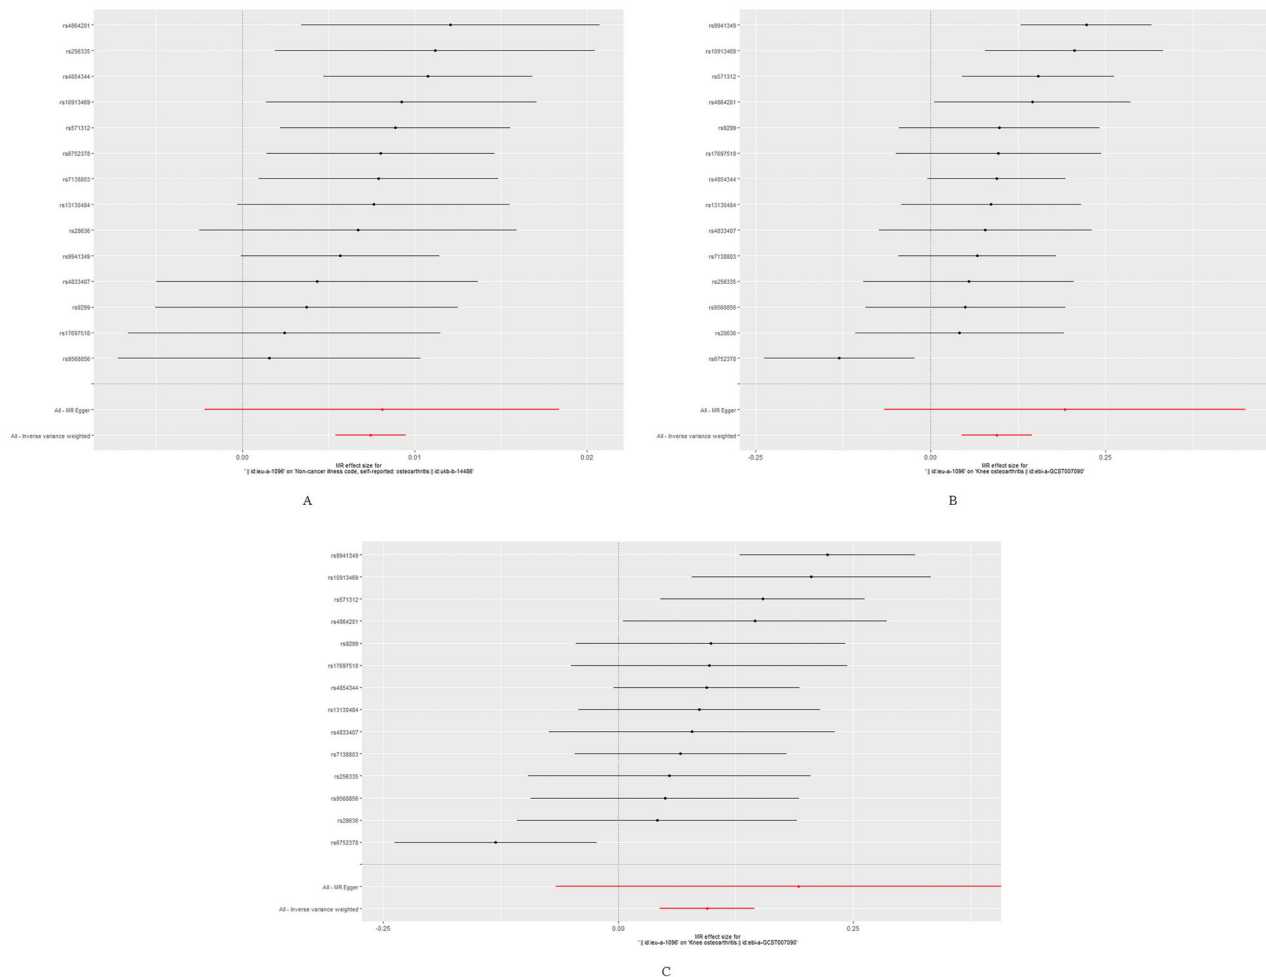 rs4864201
rs256335
rs4854344
rs10913469
rs571312
rs6752378
rs7138803
rs13130484
rs28636
rs9941349
rs4833407
rs9299
rs17697518
rs9568856
All - MR Egger
All - Inverse variance weighted
0.00 0.01 0.02
MR effect size for
' || id:ieu-a-1096' on 'Non-cancer illness code, self-reported: osteoarthritis || id:ukb-b-14486'
A
rs9941349
rs10913469
rs571312
rs4864201
rs9299
rs17697518
rs4854344
rs13130484
rs4833407
rs7138803
rs256335
rs9568856
rs28636
rs6752378
All - MR Egger
All - Inverse variance weighted
-0.25 0.00 0.25
MR effect size for
' || id:ieu-a-1096' on 'Knee osteoarthritis || id:ebi-a-GCST007090'
B
rs9941349
rs10913469
rs571312
rs4864201
rs9299
rs17697518
rs4854344
rs13130484
rs4833407
rs7138803
rs256335
rs9568856
rs28636
rs6752378
All - MR Egger
All - Inverse variance weighted
-0.25 0.00 0.25
MR effect size for
' || id:ieu-a-1096' on 'Knee osteoarthritis || id:ebi-a-GCST007090'
C